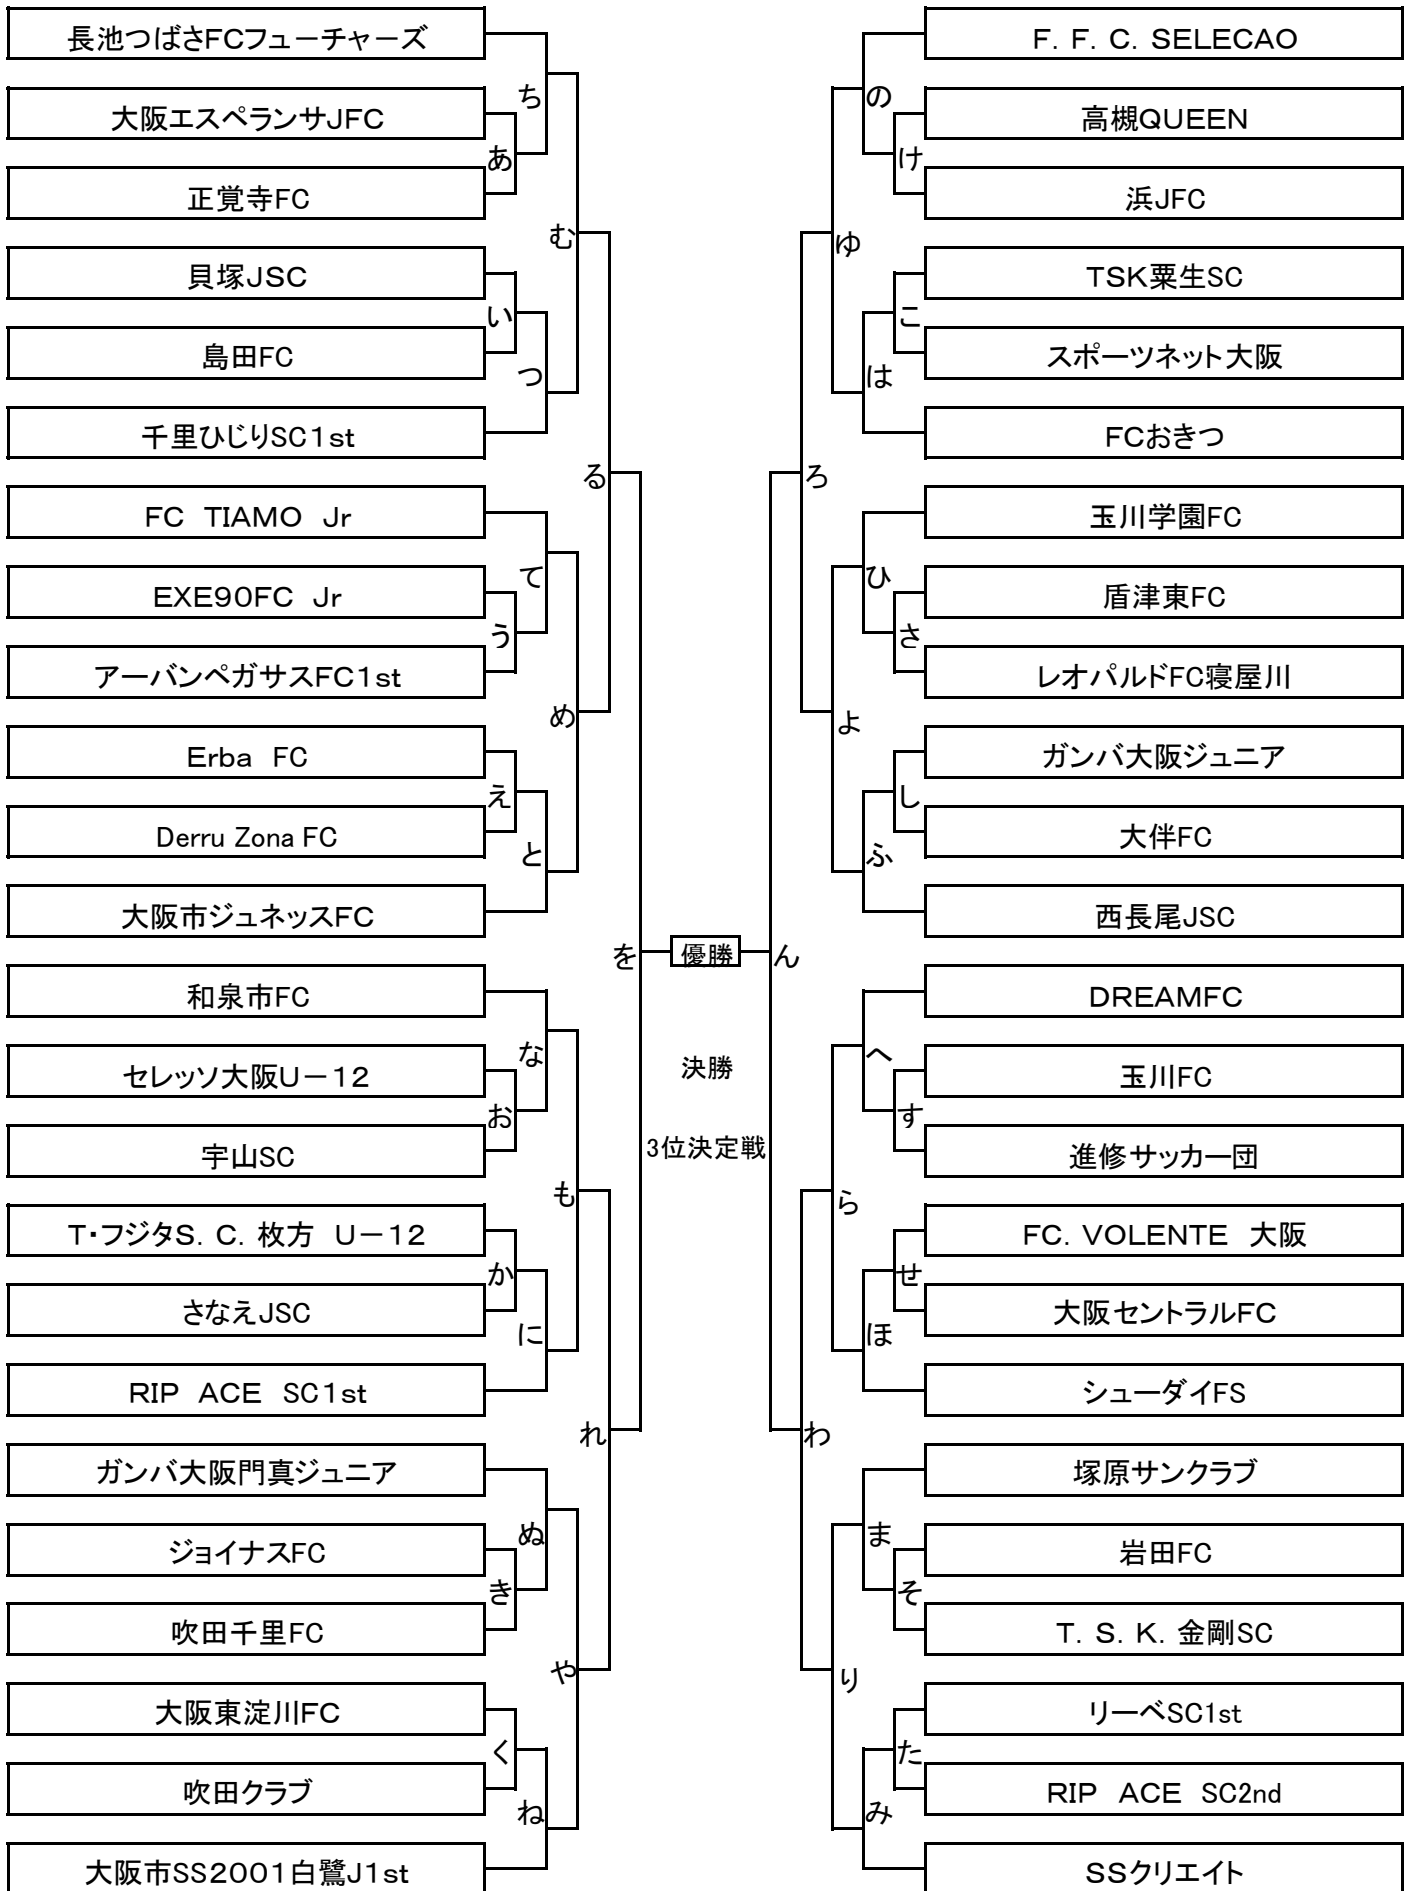 長池つばさFCフューチャーズ
大阪エスペランサJFC
正覚寺FC
貝塚JSC
島田FC
千里ひじりSC1st
FC TIAMO Jr
EXE90FC Jr
アーバンペガサスFC1st
Erba FC
Derru Zona FC
大阪市ジュネッスFC
和泉市FC
セレッソ大阪U－12
宇山SC
T・フジタS．C．枚方 U－12
さなえJSC
RIP ACE SC1st
ガンバ大阪門真ジュニア
ジョイナスFC
吹田千里FC
大阪東淀川FC
吹田クラブ
大阪市SS2001白鷺J1st
あ
い
う
え
お
か
き
く
ち
つ
て
と
な
に
ぬ
ね
む
め
も
や
る
れ
を
優勝
決勝
3位決定戦
ん
ろ
わ
ゆ
よ
ら
り
の
は
ひ
ふ
へ
ほ
ま
み
け
こ
さ
し
す
せ
そ
た
F．F．C．SELECAO
高槻QUEEN
浜JFC
TSK粟生SC
スポーツネット大阪
FCおきつ
玉川学園FC
盾津東FC
レオパルドFC寝屋川
ガンバ大阪ジュニア
大伴FC
西長尾JSC
DREAMFC
玉川FC
進修サッカー団
FC．VOLENTE 大阪
大阪セントラルFC
シューダイFS
塚原サンクラブ
岩田FC
T．S．K．金剛SC
リーベSC1st
RIP ACE SC2nd
SSクリエイト